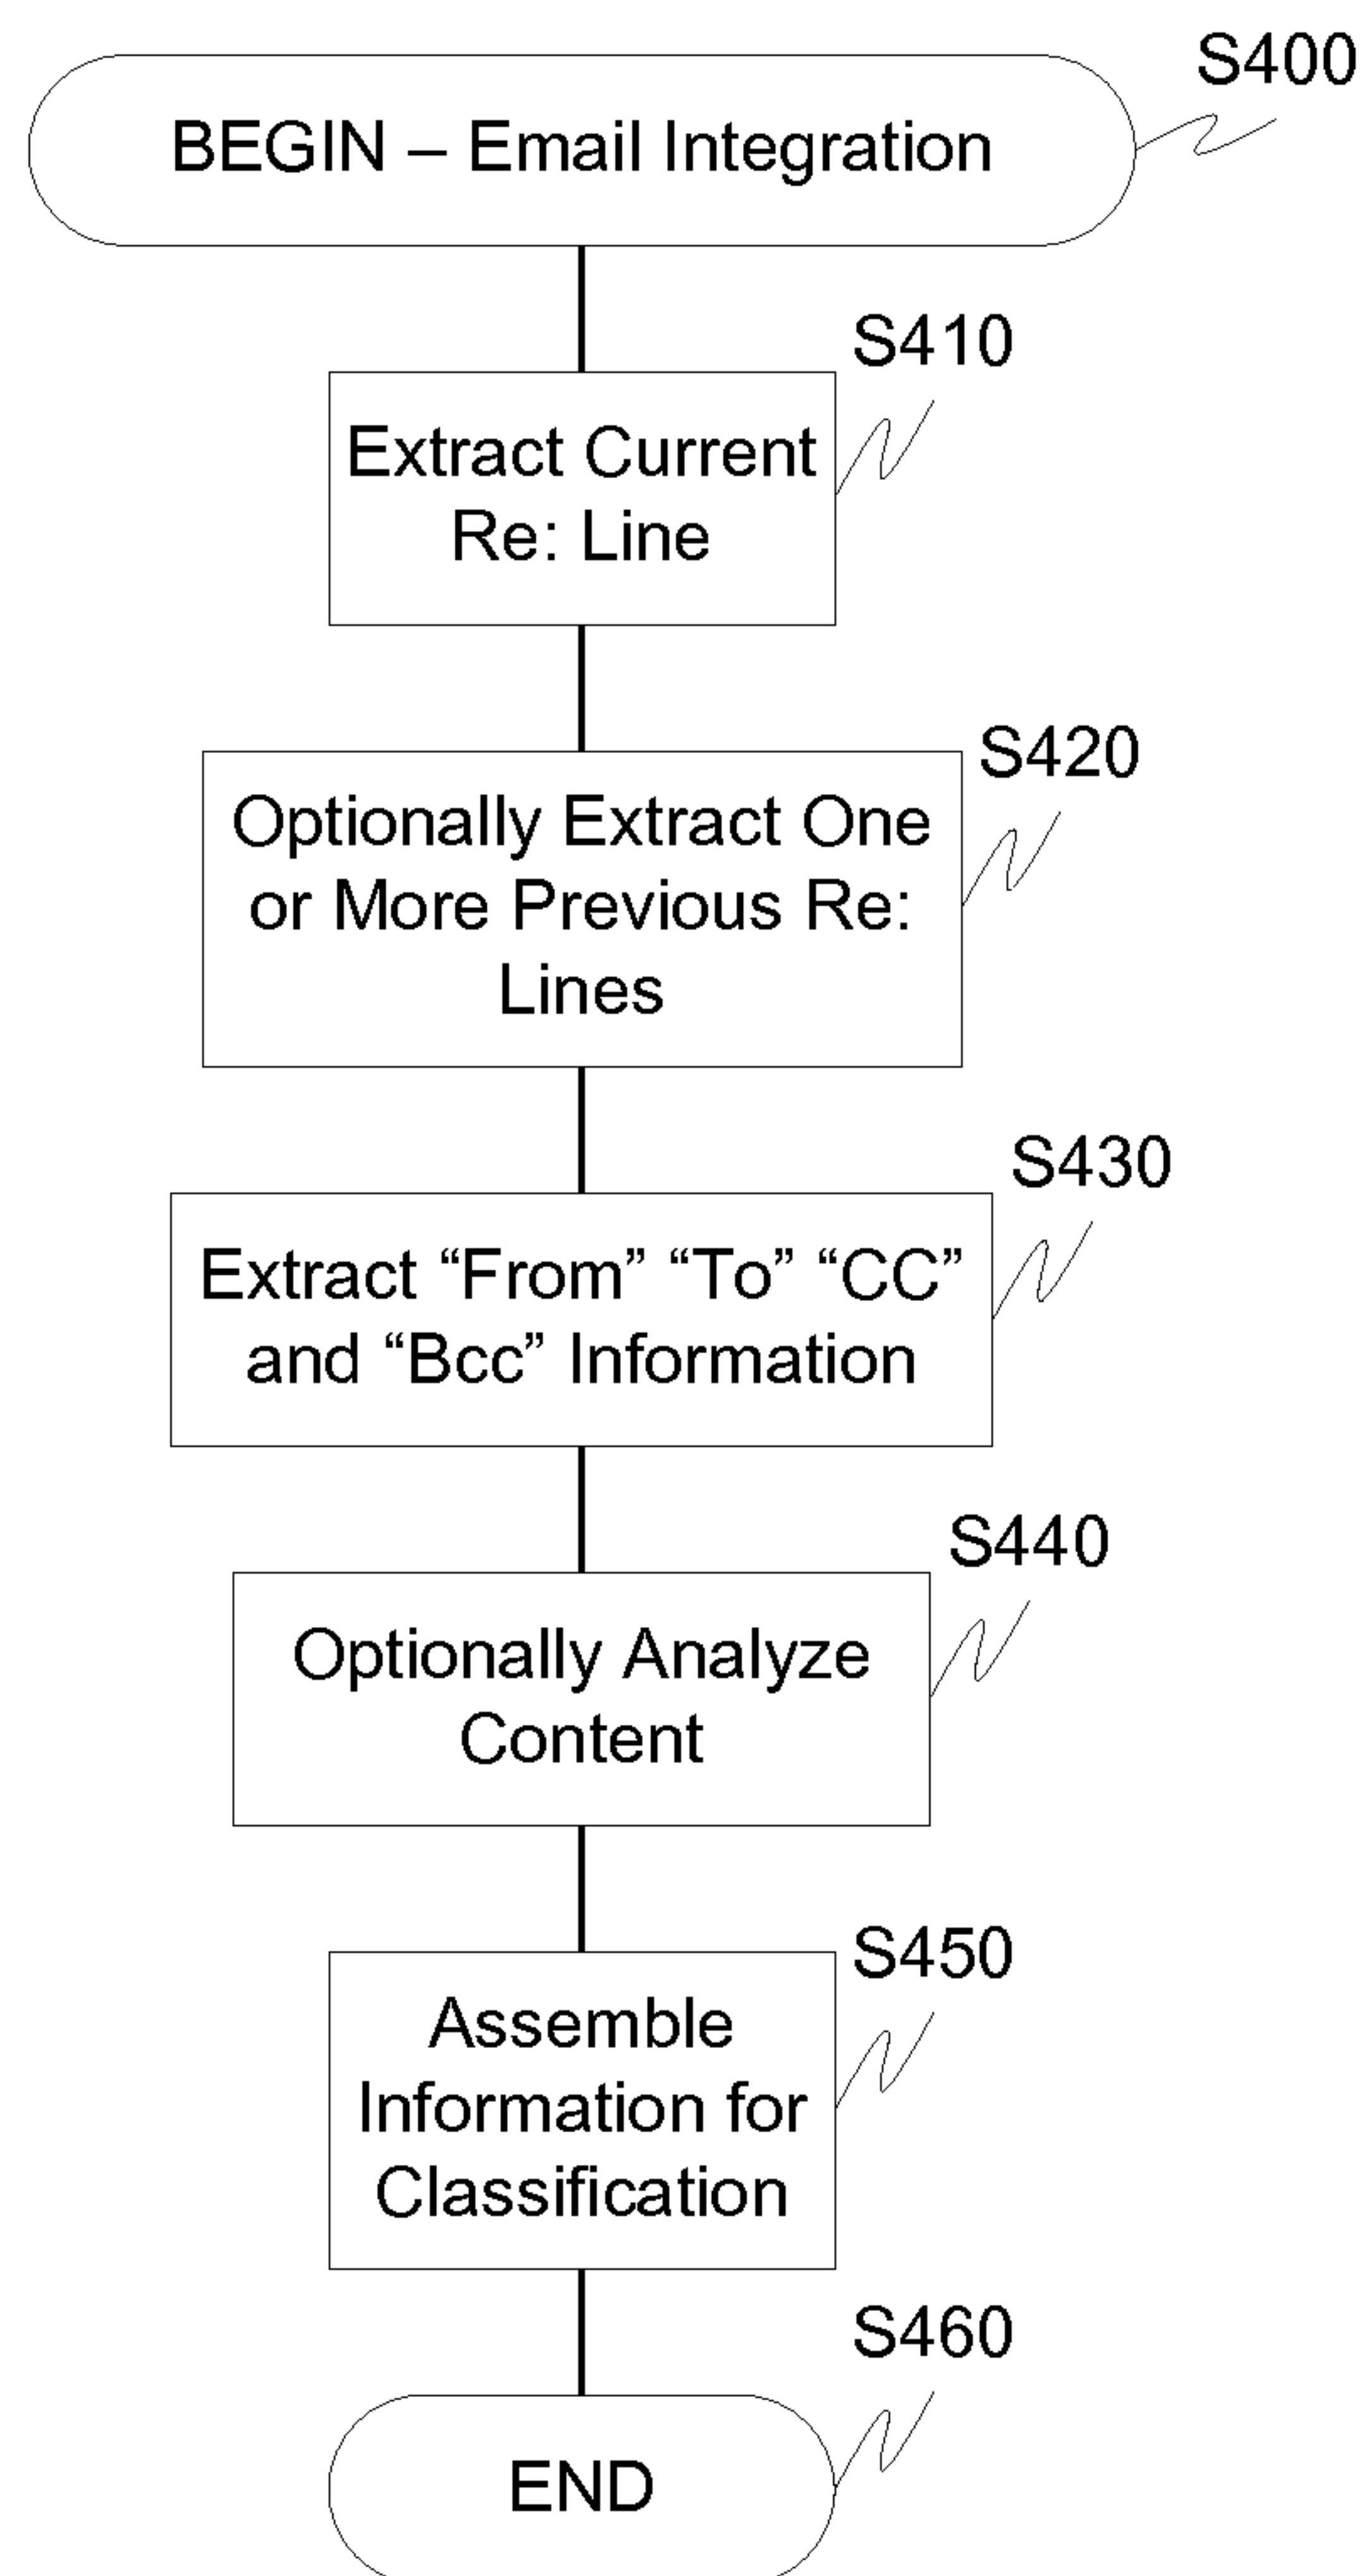 S400
BEGIN – Email Integration
S410
Extract Current
Re: Line
S420
Optionally Extract One
or More Previous Re:
Lines
S430
Extract “From” “To” “CC”
and “Bcc” Information
S440
Optionally Analyze
Content
S450
Assemble
Information for
Classification
S460
END